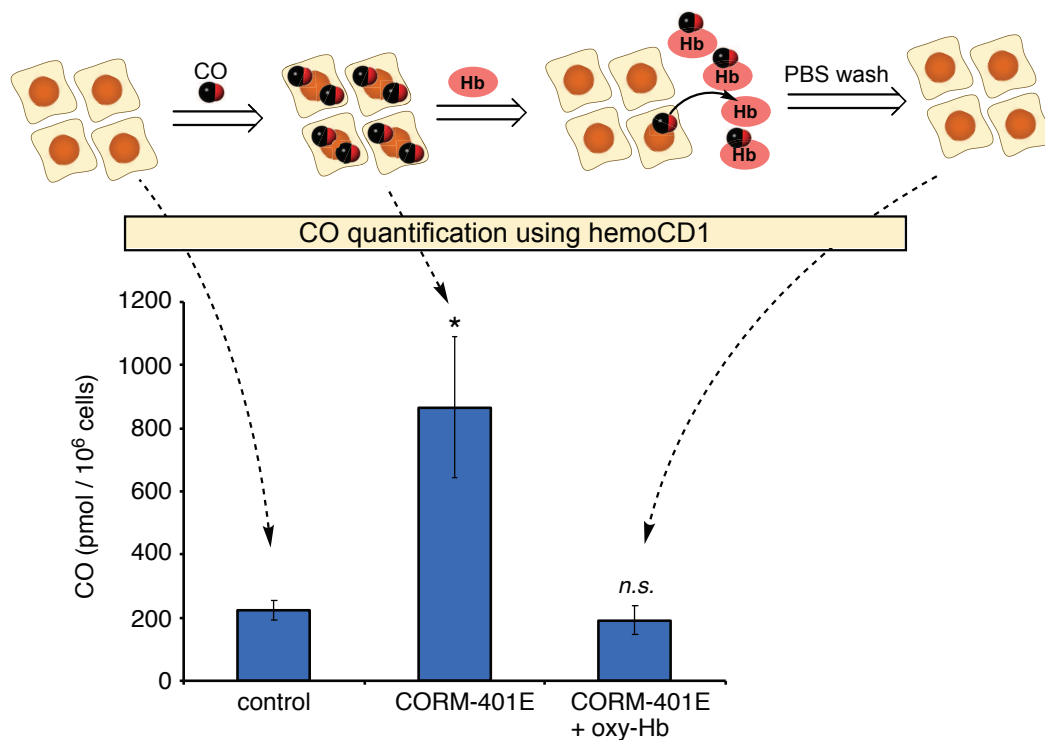 CO
Hb
Hb
Hb
Hb
Hb
PBS wash
CO quantification using hemoCD1
CO (pmol / 10⁶ cells)
1200
1000
800
600
400
200
0
*
n.s.
control
CORM-401E
CORM-401E
+ oxy-Hb